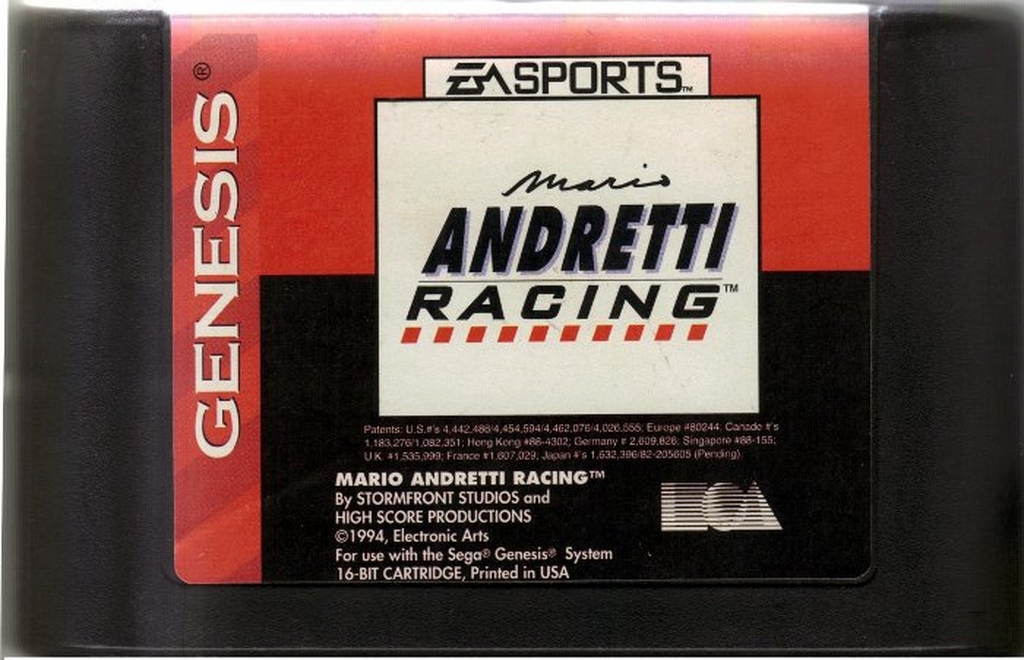 GENESIS®
EA SPORTS™
Mario
ANDRETTI
RACING™
Patents: U.S.#'s 4,442,486/4,454,594/4,462,076/4,026,555; Europe #80244; Canada #'s
1,183,276/1,082,351; Hong Kong #88-4302; Germany # 2,609,826; Singapore #88-155;
U.K. #1,535,999; France #1,607,029; Japan #'s 1,632,396/82-205605 (Pending).
MARIO ANDRETTI RACING™
By STORMFRONT STUDIOS and
HIGH SCORE PRODUCTIONS
©1994, Electronic Arts
For use with the Sega® Genesis® System
16-BIT CARTRIDGE, Printed in USA
EA